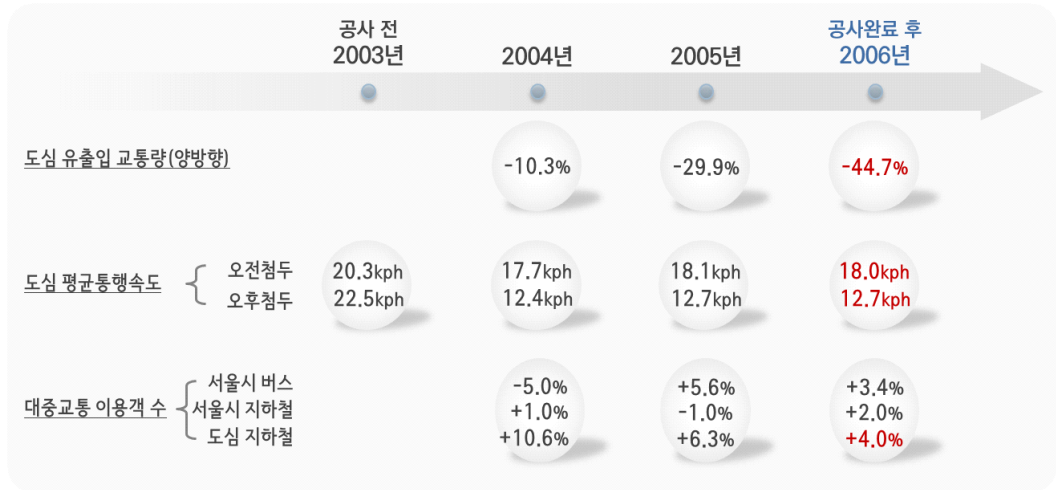 공사 전
2003년
2004년
2005년
공사완료 후
2006년
도심 유출입 교통량(양방향)
-10.3%
-29.9%
-44.7%
도심 평균통행속도
오전첨두
20.3kph
17.7kph
18.1kph
18.0kph
오후첨두
22.5kph
12.4kph
12.7kph
12.7kph
대중교통 이용객 수
서울시 버스
-5.0%
+5.6%
+3.4%
서울시 지하철
+1.0%
-1.0%
+2.0%
도심 지하철
+10.6%
+6.3%
+4.0%